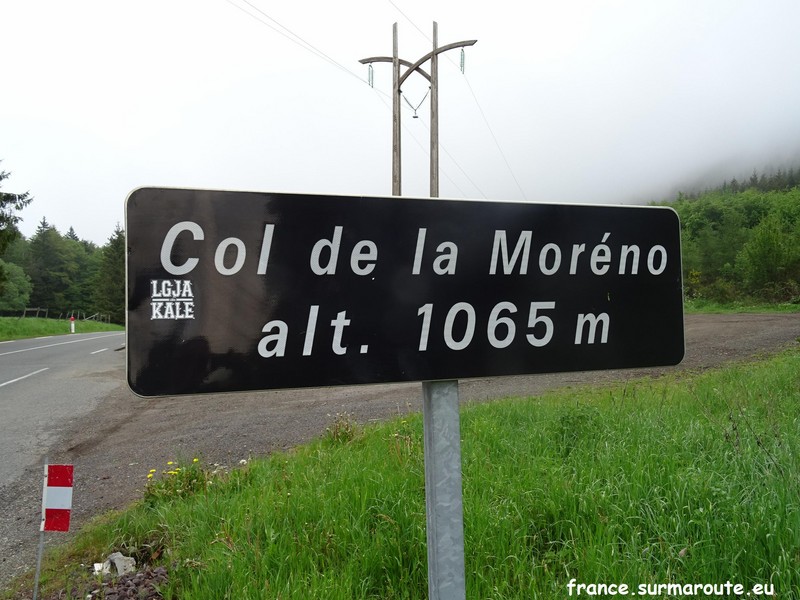 Col de la Moréno
LGJA
KALE
alt. 1065 m
france.surmaroute.eu